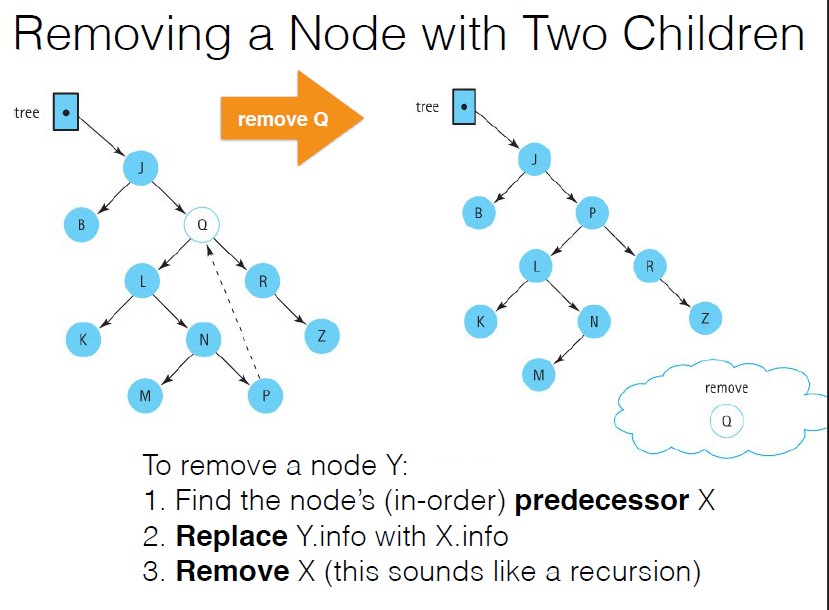 Removing a Node with Two Children
tree
remove Q
tree
J
B
Q
L
R
K
N
Z
M
P
J
B
P
L
R
K
N
Z
M
remove
Q
To remove a node Y:
1. Find the node's (in-order) predecessor X
2. Replace Y.info with X.info
3. Remove X (this sounds like a recursion)